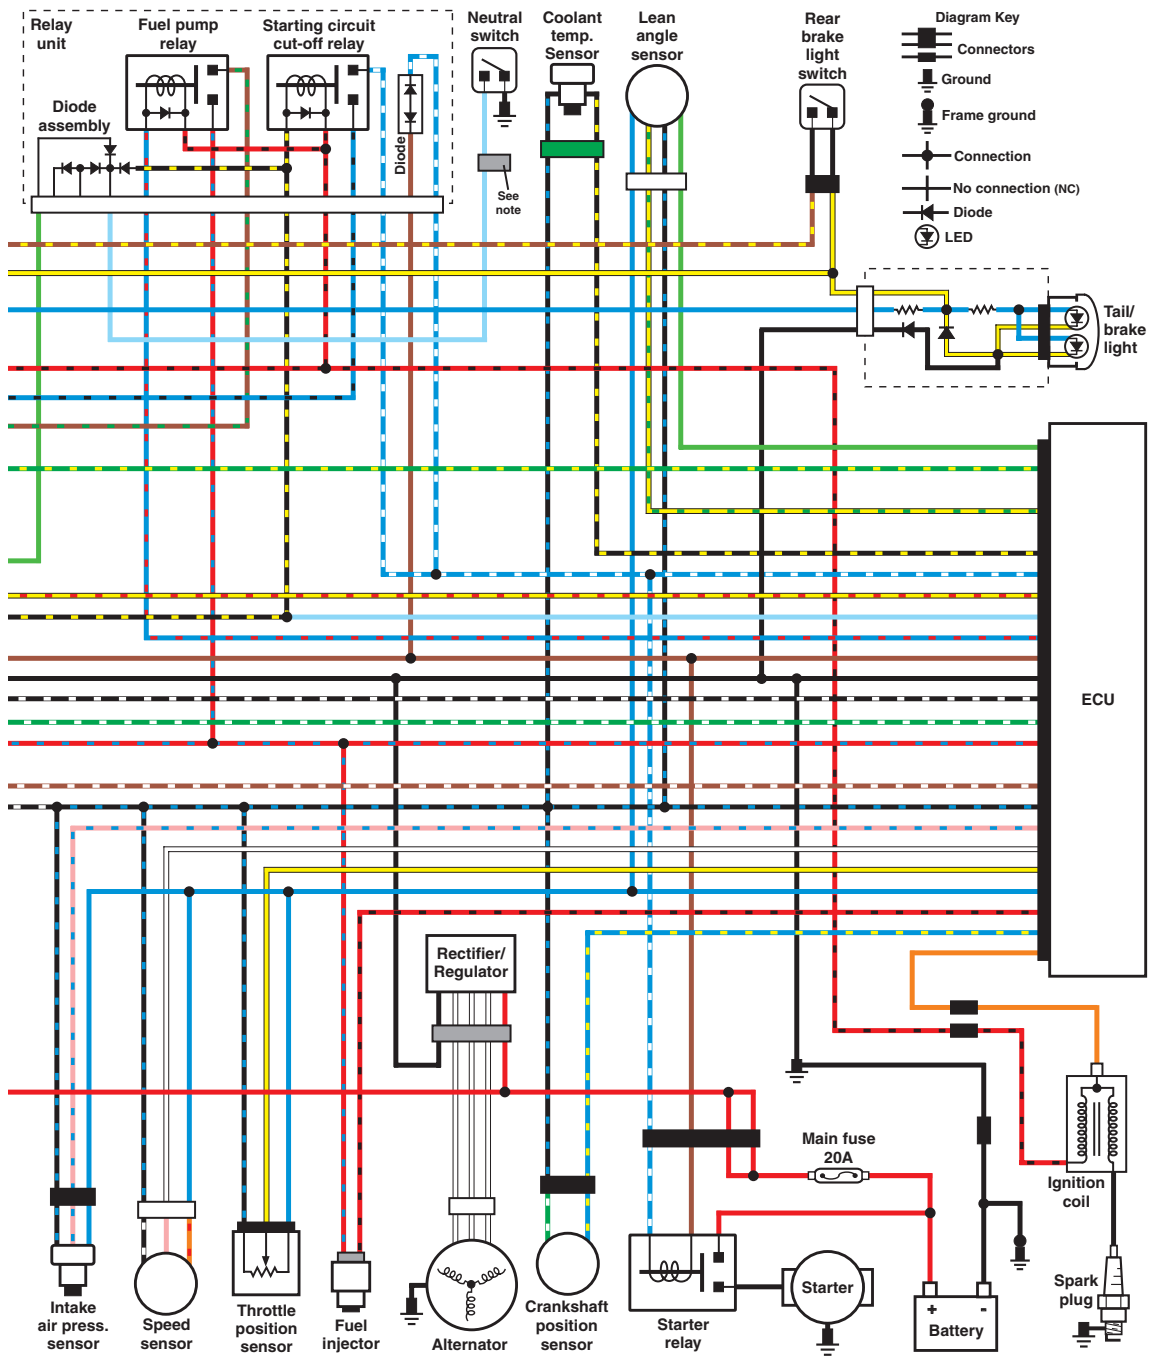 Relay
unit
Fuel pump
relay
Starting circuit
cut-off relay
Diode
assembly
Diode
Neutral
switch
See
note
Coolant
temp.
Sensor
Lean
angle
sensor
Rear
brake
light
switch
Diagram Key
Connectors
Ground
Frame ground
Connection
No connection (NC)
Diode
LED
Tail/
brake
light
ECU
Rectifier/
Regulator
Main fuse
20A
Ignition
coil
Spark
plug
Intake
air press.
sensor
Speed
sensor
Throttle
position
sensor
Fuel
injector
Alternator
Crankshaft
position
sensor
Starter
relay
Starter
+ -
Battery